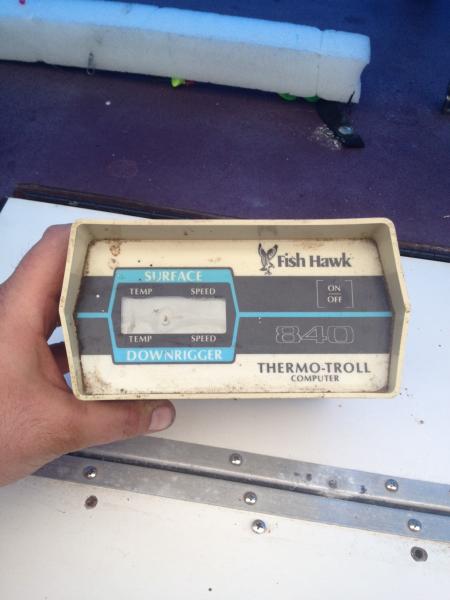 Fish Hawk
SURFACE
TEMP SPEED
ON
OFF
840
TEMP SPEED
DOWNRIGGER
THERMO-TROLL
COMPUTER